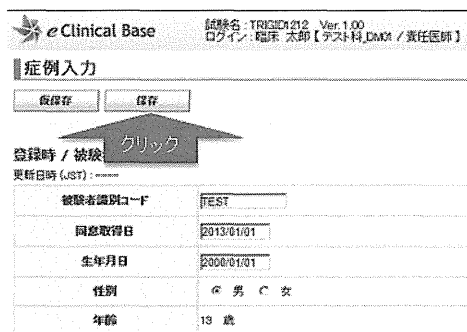 eClinical Base
試験名 : TRIGID1212 Ver.1.00
ログイン : 臨床 太郎【テスト科_DM01 / 責任医師】
症例入力
仮保存 保存
クリック
登録時 / 被験
更新日時 (JST) : -----
被験者識別コード TEST
同意取得日 2013/01/01
生年月日 2000/01/01
性別 男 女
年齢 13 歳